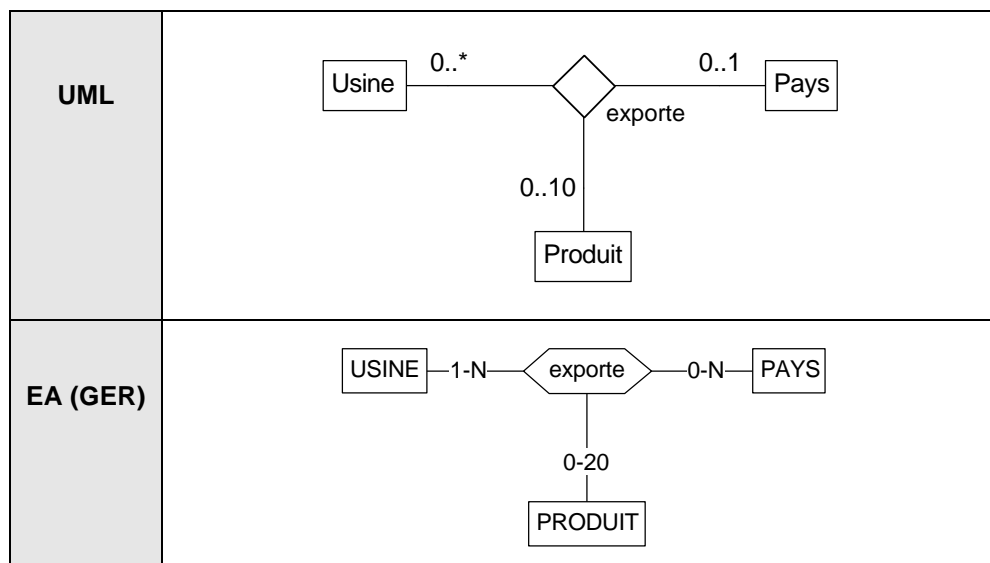 UML
Usine
0..*
0..1
Pays
exporte
0..10
Produit
EA (GER)
USINE
1-N
exporte
0-N
PAYS
0-20
PRODUIT